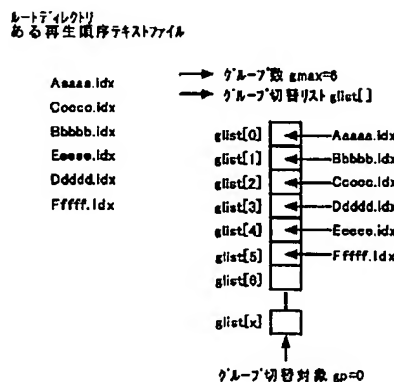 ルートディレクトリ
ある再生順序テキストファイル
Aaaaa.idx
Ccccc.idx
Bbbbb.idx
Eeeee.idx
Ddddd.idx
Fffff.idx
グループ数 gmax=6
グループ切替リスト glist[ ]
glist[0] Aaaaa.idx
glist[1] Bbbbb.idx
glist[2] Ccccc.idx
glist[3] Ddddd.idx
glist[4] Eeeee.idx
glist[5] Fffff.idx
glist[6]
glist[x]
グループ切替対象 gp=0